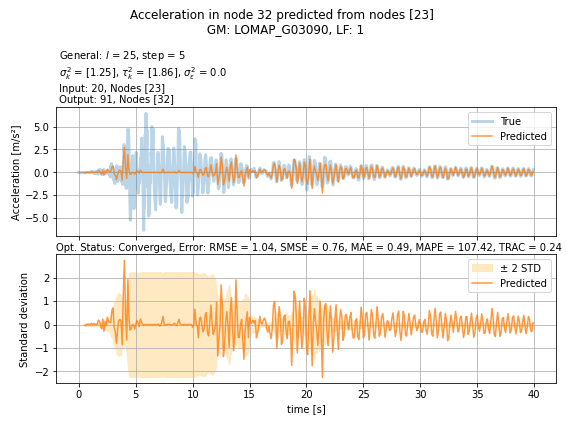 Acceleration in node 32 predicted from nodes [23]
GM: LOMAP_G03090, LF: 1
General: l = 25, step = 5
σ²ₖ = [1.25], τ²ₖ = [1.86], σ²ε = 0.0
Input: 20, Nodes [23]
Output: 91, Nodes [32]
Acceleration [m/s²]
5.0
2.5
0.0
−2.5
−5.0
True
Predicted
Opt. Status: Converged, Error: RMSE = 1.04, SMSE = 0.76, MAE = 0.49, MAPE = 107.42, TRAC = 0.24
Standard deviation
2
1
0
−1
−2
± 2 STD
Predicted
0 5 10 15 20 25 30 35 40
time [s]